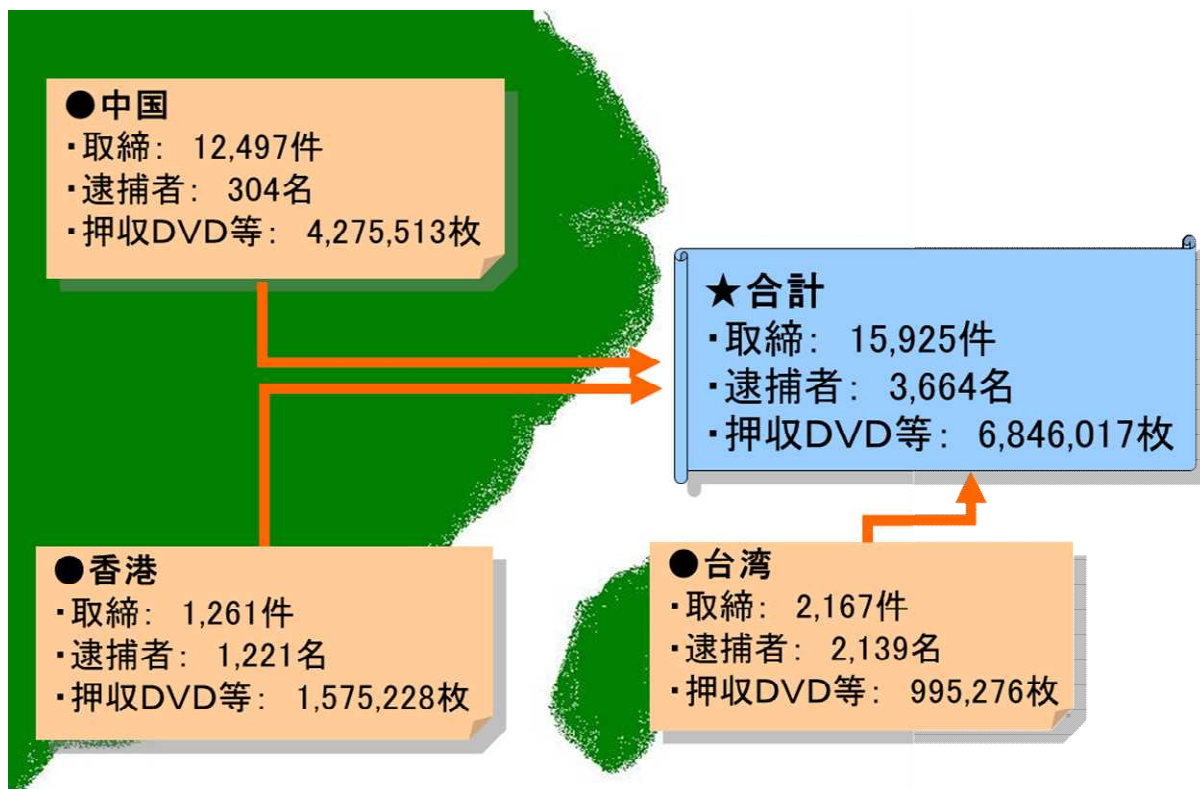 ●中国
・取締： 12,497件
・逮捕者： 304名
・押収DVD等： 4,275,513枚
★合計
・取締： 15,925件
・逮捕者： 3,664名
・押収DVD等： 6,846,017枚
●香港
・取締： 1,261件
・逮捕者： 1,221名
・押収DVD等： 1,575,228枚
●台湾
・取締： 2,167件
・逮捕者： 2,139名
・押収DVD等： 995,276枚